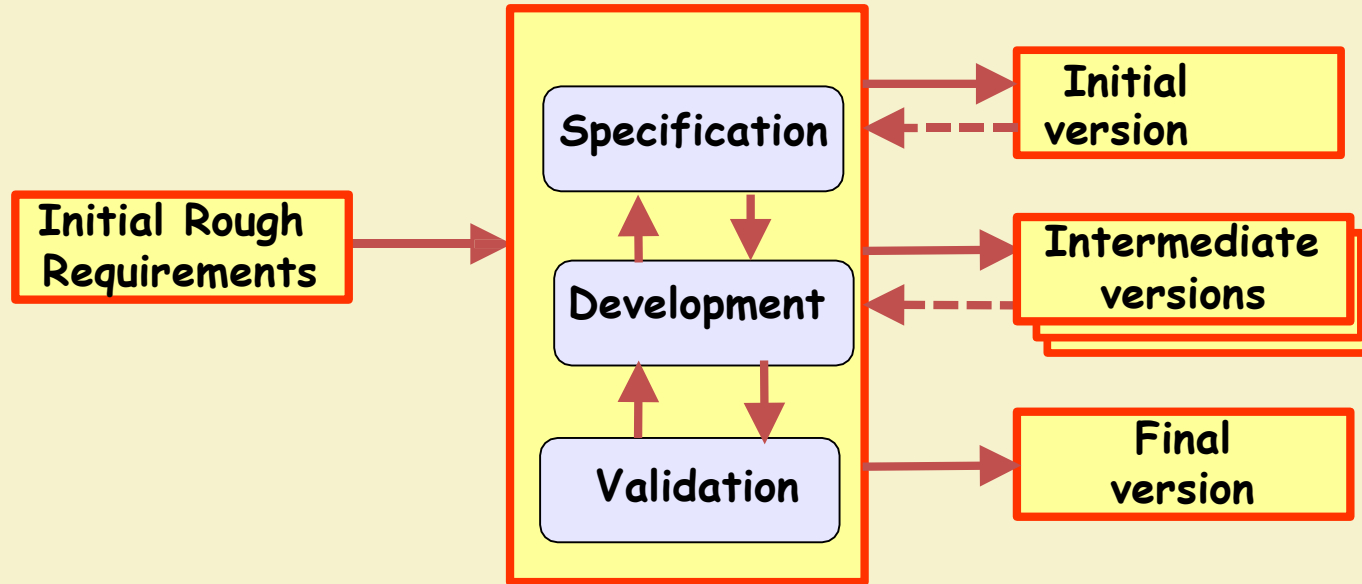 Initial Rough
Requirements
Specification
Development
Validation
Initial
version
Intermediate
versions
Final
version